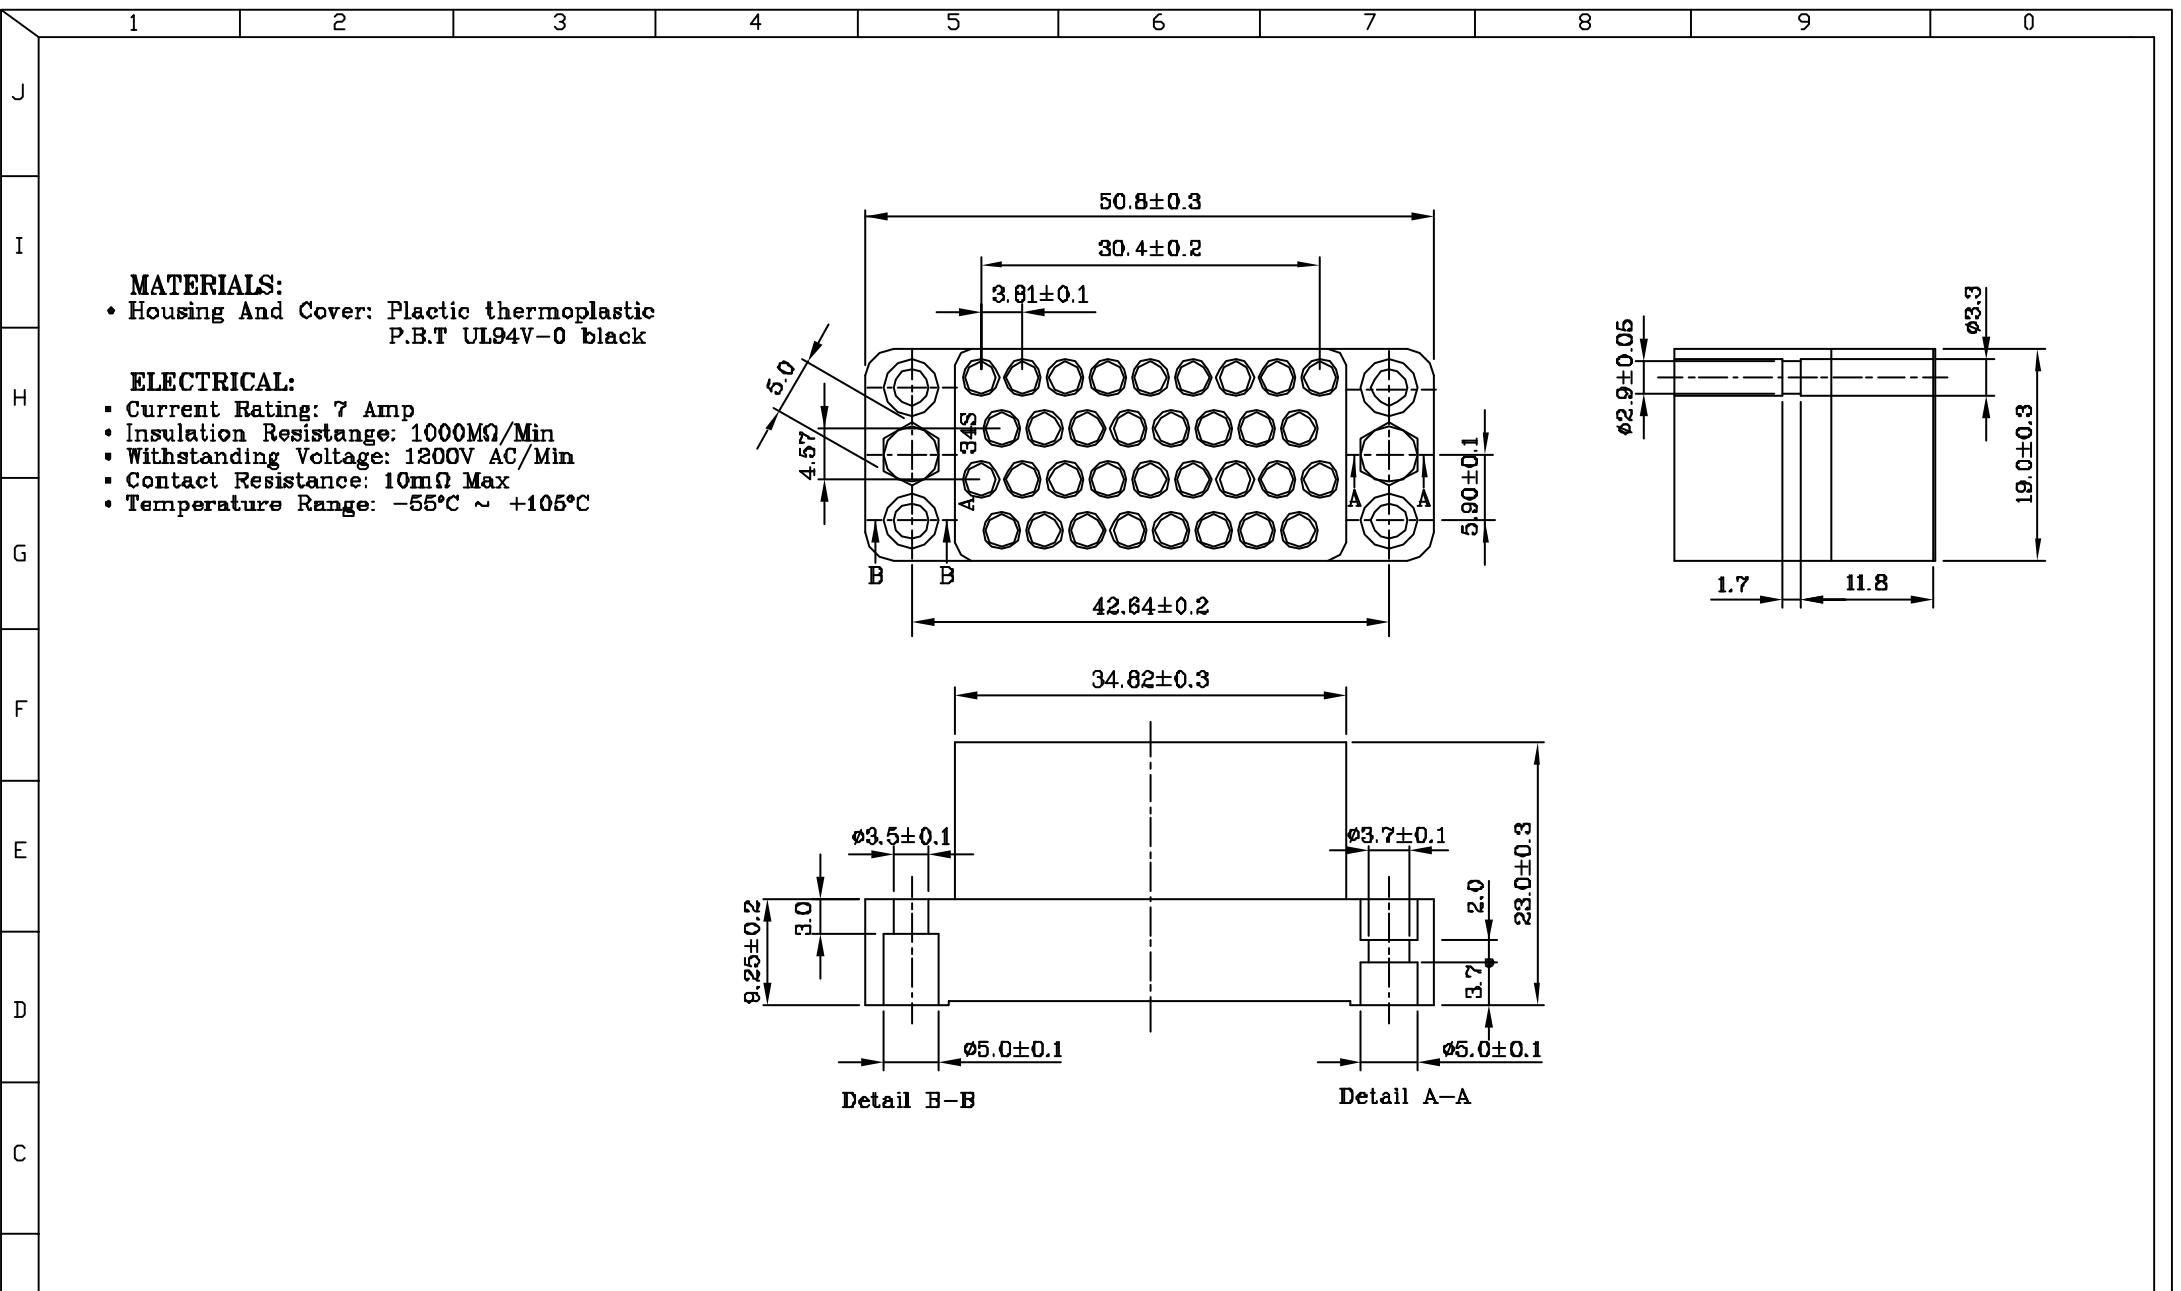 1 2 3 4 5 6 7 8 9 0
J
I
H
G
F
E
D
C
MATERIALS:
• Housing And Cover: Plactic thermoplastic
P.B.T UL94V-0 black
ELECTRICAL:
▪ Current Rating: 7 Amp
• Insulation Resistange: 1000MΩ/Min
▪ Withstanding Voltage: 1200V AC/Min
▪ Contact Resistance: 10mΩ Max
• Temperature Range: -55°C ~ +105°C
50.8±0.3
30.4±0.2
3.81±0.1
5.0
4.57
34S
A
A
A
5.90±0.1
B
B
42.64±0.2
ø2.9±0.05
ø3.3
19.0±0.3
1.7
11.8
34.82±0.3
ø3.5±0.1
ø3.7±0.1
9.25±0.2
3.0
2.0
3.7
23.0±0.3
ø5.0±0.1
ø5.0±0.1
Detail B-B
Detail A-A